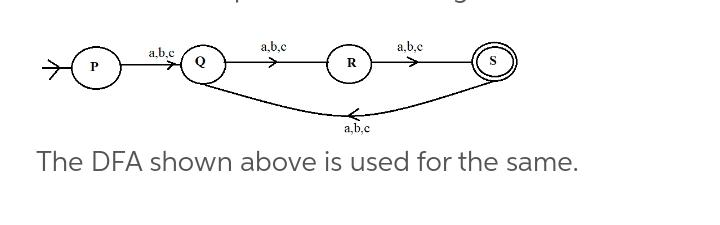 a,b,c a,b,c a,b,c
P Q R S
a,b,c
The DFA shown above is used for the same.